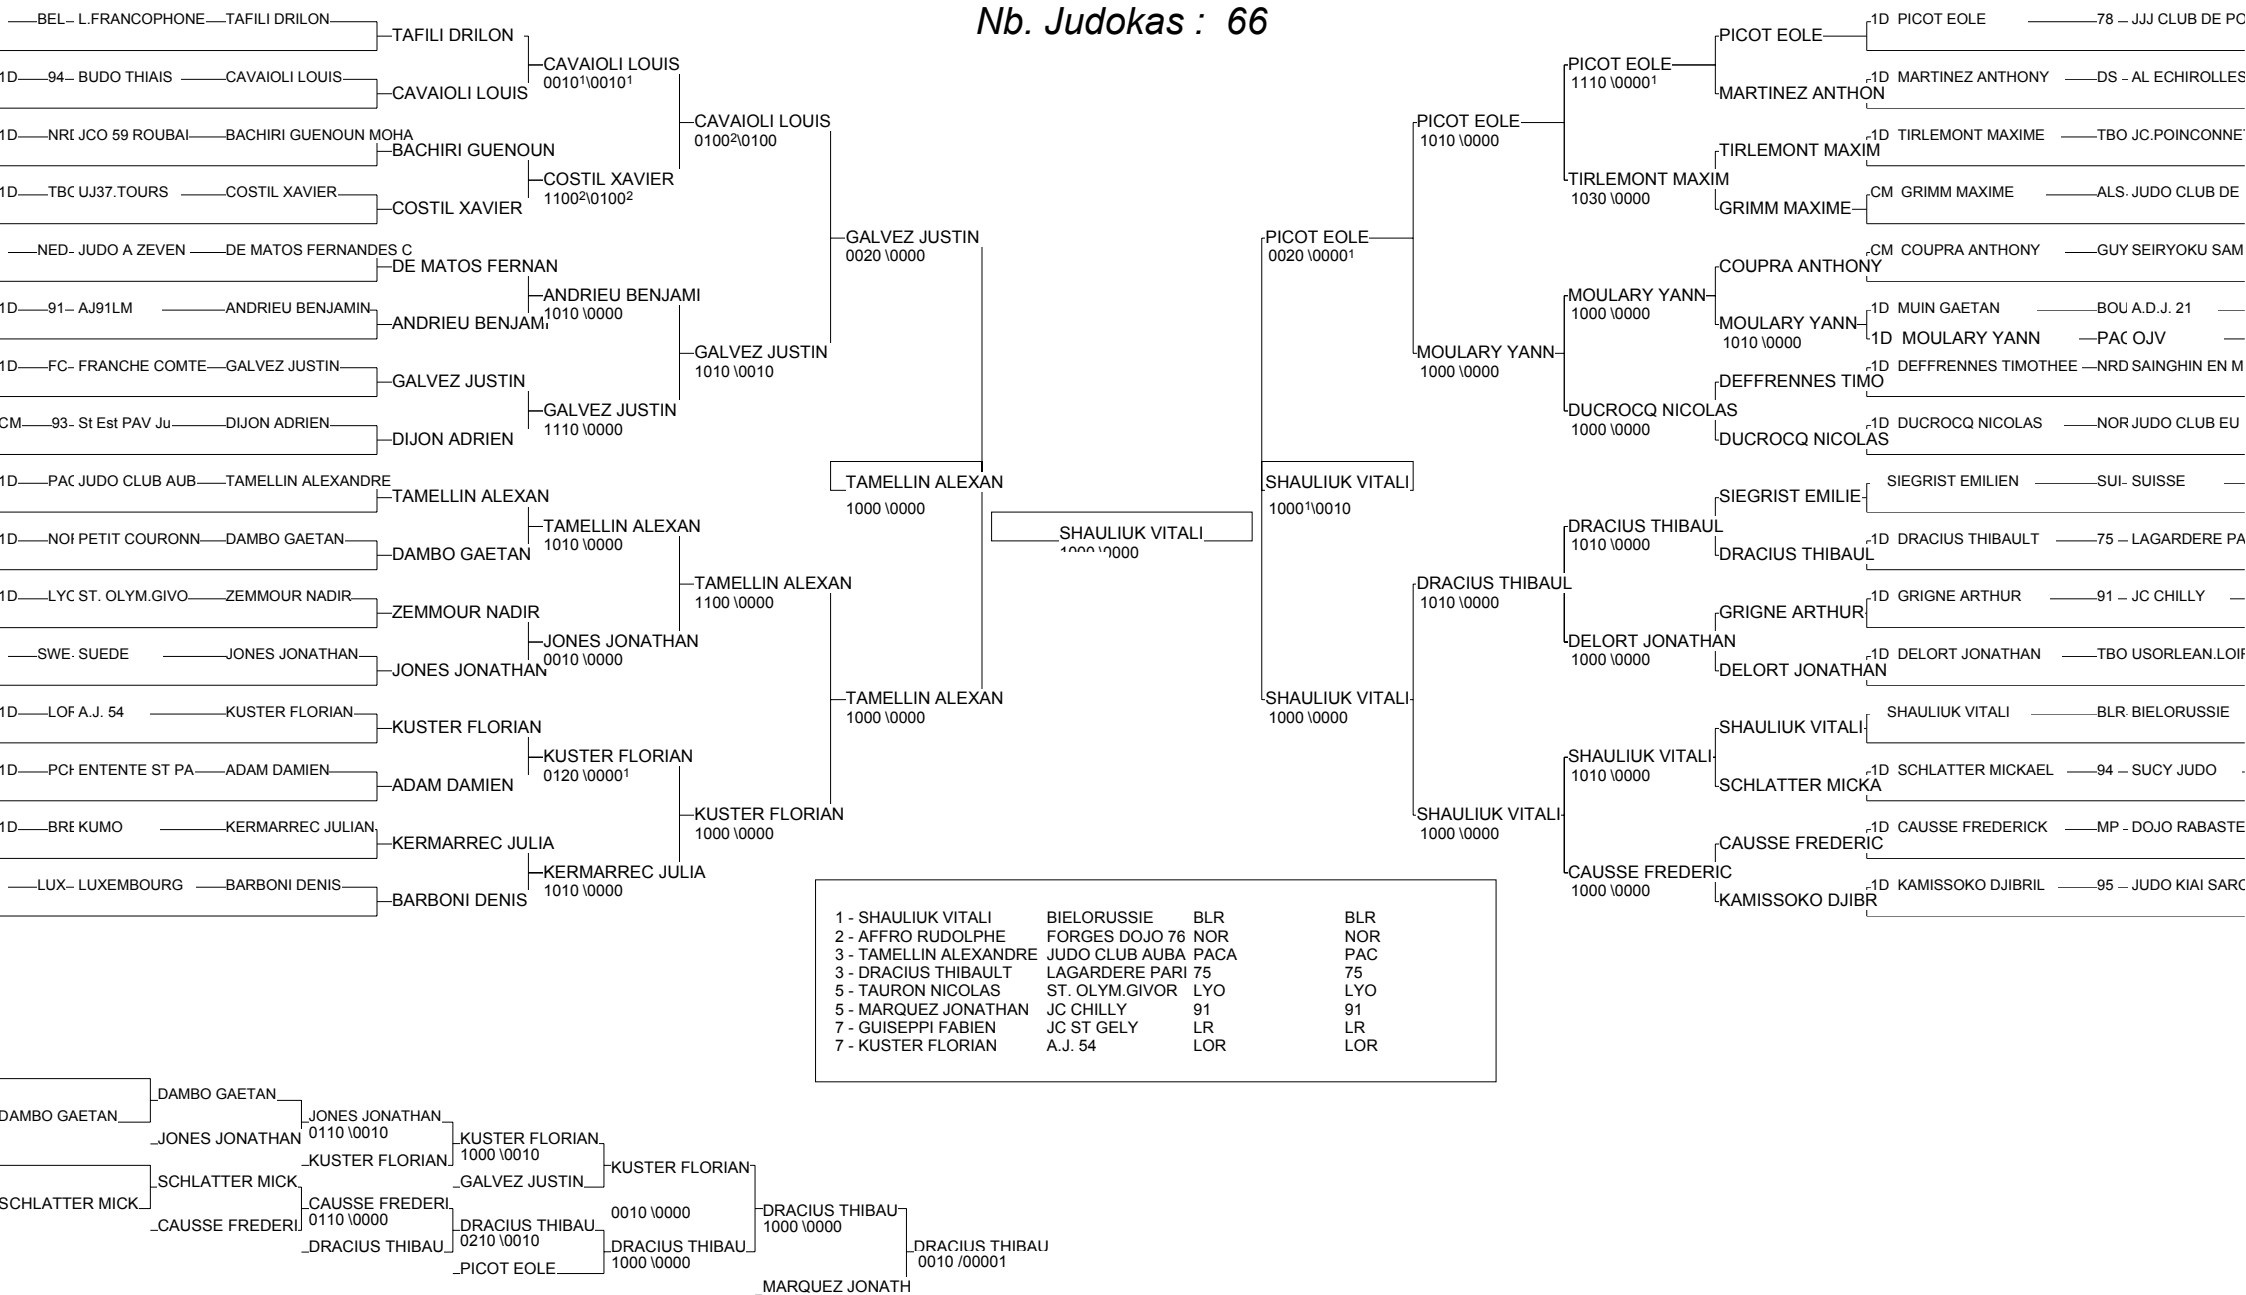 Nb. Judokas : 66
BEL L.FRANCOPHONE TAFILI DRILON
1D 94 BUDO THIAIS CAVAIOLI LOUIS
1D NRD JCO 59 ROUBAI BACHIRI GUENOUN MOHA
1D TBO UJ37.TOURS COSTIL XAVIER
NED JUDO A ZEVEN DE MATOS FERNANDES C
1D 91 AJ91LM ANDRIEU BENJAMIN
1D FC FRANCHE COMTE GALVEZ JUSTIN
CM 93 St Est PAV Ju DIJON ADRIEN
1D PAC JUDO CLUB AUB TAMELLIN ALEXANDRE
1D NOR PETIT COURONN DAMBO GAETAN
1D LYO ST. OLYM.GIVO ZEMMOUR NADIR
SWE SUEDE JONES JONATHAN
1D LOR A.J. 54 KUSTER FLORIAN
1D PCH ENTENTE ST PA ADAM DAMIEN
1D BRE KUMO KERMARREC JULIAN
LUX LUXEMBOURG BARBONI DENIS
TAFILI DRILON
CAVAIOLI LOUIS
BACHIRI GUENOUN
COSTIL XAVIER
DE MATOS FERNAN
ANDRIEU BENJAMI
GALVEZ JUSTIN
DIJON ADRIEN
TAMELLIN ALEXAN
DAMBO GAETAN
ZEMMOUR NADIR
JONES JONATHAN
KUSTER FLORIAN
ADAM DAMIEN
KERMARREC JULIA
BARBONI DENIS
CAVAIOLI LOUIS
0010¹\0010¹
COSTIL XAVIER
1100²\0100²
ANDRIEU BENJAMI
1010 \0000
GALVEZ JUSTIN
1110 \0000
TAMELLIN ALEXAN
1010 \0000
JONES JONATHAN
0010 \0000
KUSTER FLORIAN
0120 \0000¹
KERMARREC JULIA
1010 \0000
CAVAIOLI LOUIS
0100²\0100
GALVEZ JUSTIN
1010 \0010
TAMELLIN ALEXAN
1100 \0000
KUSTER FLORIAN
1000 \0000
GALVEZ JUSTIN
0020 \0000
TAMELLIN ALEXAN
1000 \0000
TAMELLIN ALEXAN
1000 \0000
SHAULIUK VITALI
1000 \0000
PICOT EOLE
0020 \0000¹
SHAULIUK VITALI
1000¹\0010
SHAULIUK VITALI
1000 \0000
PICOT EOLE
1010 \0000
MOULARY YANN
1000 \0000
DRACIUS THIBAUL
1010 \0000
SHAULIUK VITALI
1000 \0000
PICOT EOLE
1110 \0000¹
TIRLEMONT MAXIM
1030 \0000
MOULARY YANN
1000 \0000
DUCROCQ NICOLAS
1000 \0000
DRACIUS THIBAUL
1010 \0000
DELORT JONATHAN
1000 \0000
SHAULIUK VITALI
1010 \0000
CAUSSE FREDERIC
1000 \0000
PICOT EOLE
MARTINEZ ANTHON
TIRLEMONT MAXIM
GRIMM MAXIME
COUPRA ANTHONY
MOULARY YANN
1010 \0000
DEFFRENNES TIMO
DUCROCQ NICOLAS
SIEGRIST EMILIE
DRACIUS THIBAUL
GRIGNE ARTHUR
DELORT JONATHAN
SHAULIUK VITALI
SCHLATTER MICKA
CAUSSE FREDERIC
KAMISSOKO DJIBR
1D PICOT EOLE 78 JJJ CLUB DE PO
1D MARTINEZ ANTHONY DS AL ECHIROLLES
1D TIRLEMONT MAXIME TBO JC.POINCONNET
CM GRIMM MAXIME ALS JUDO CLUB DE
CM COUPRA ANTHONY GUY SEIRYOKU SAM
1D MUIN GAETAN BOU A.D.J. 21
1D MOULARY YANN PAC OJV
1D DEFFRENNES TIMOTHEE NRD SAINGHIN EN M
1D DUCROCQ NICOLAS NOR JUDO CLUB EU
SIEGRIST EMILIEN SUI SUISSE
1D DRACIUS THIBAULT 75 LAGARDERE PA
1D GRIGNE ARTHUR 91 JC CHILLY
1D DELORT JONATHAN TBO USORLEAN.LOIR
SHAULIUK VITALI BLR BIELORUSSIE
1D SCHLATTER MICKAEL 94 SUCY JUDO
1D CAUSSE FREDERICK MP DOJO RABASTE
1D KAMISSOKO DJIBRIL 95 JUDO KIAI SARC
1 - SHAULIUK VITALI BIELORUSSIE BLR BLR
2 - AFFRO RUDOLPHE FORGES DOJO 76 NOR NOR
3 - TAMELLIN ALEXANDRE JUDO CLUB AUBA PACA PAC
3 - DRACIUS THIBAULT LAGARDERE PARI 75 75
5 - TAURON NICOLAS ST. OLYM.GIVOR LYO LYO
5 - MARQUEZ JONATHAN JC CHILLY 91 91
7 - GUISEPPI FABIEN JC ST GELY LR LR
7 - KUSTER FLORIAN A.J. 54 LOR LOR
DAMBO GAETAN
SCHLATTER MICK
DAMBO GAETAN
JONES JONATHAN
SCHLATTER MICK
CAUSSE FREDERI
JONES JONATHAN
0110 \0010
KUSTER FLORIAN
CAUSSE FREDERI
0110 \0000
DRACIUS THIBAU
KUSTER FLORIAN
1000 \0010
GALVEZ JUSTIN
DRACIUS THIBAU
0210 \0010
PICOT EOLE
KUSTER FLORIAN
0010 \0000
DRACIUS THIBAU
1000 \0000
DRACIUS THIBAU
1000 \0000
MARQUEZ JONATH
DRACIUS THIBAU
0010 /00001